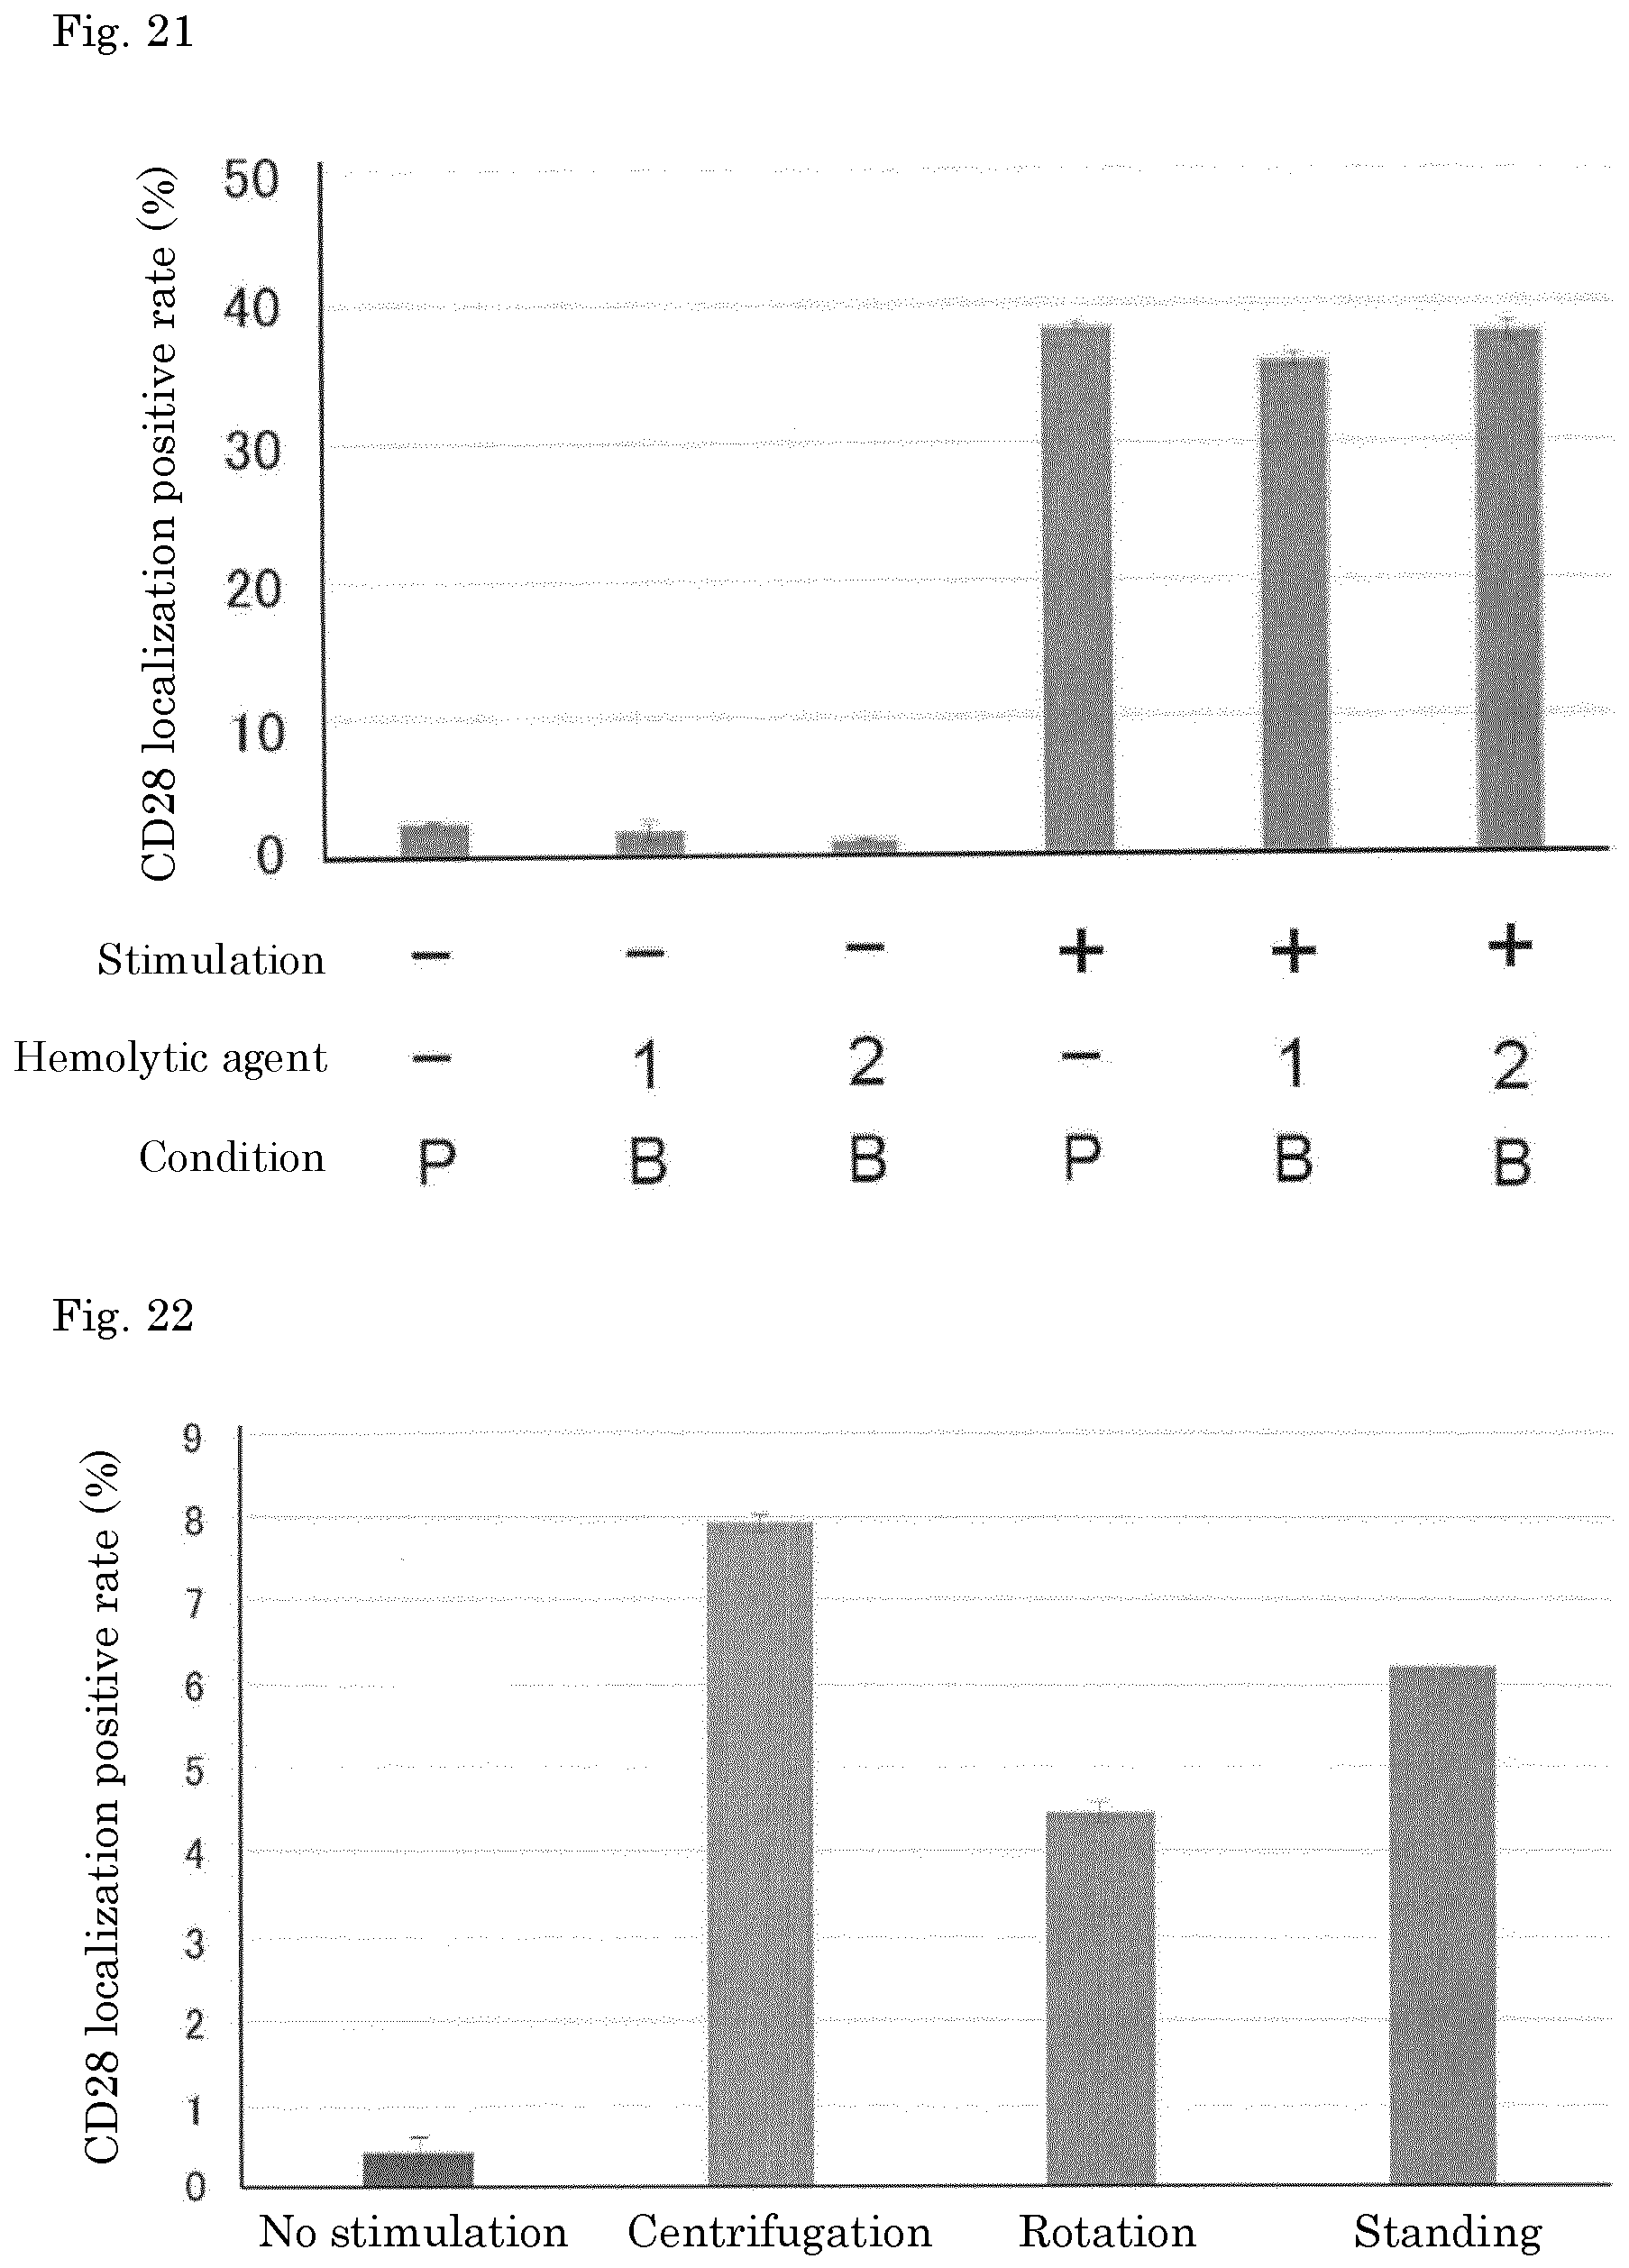 Fig. 21
CD28 localization positive rate (%)
50
40
30
20
10
0
Stimulation − − − + + +
Hemolytic agent − 1 2 − 1 2
Condition P B B P B B
Fig. 22
CD28 localization positive rate (%)
9
8
7
6
5
4
3
2
1
0
No stimulation Centrifugation Rotation Standing